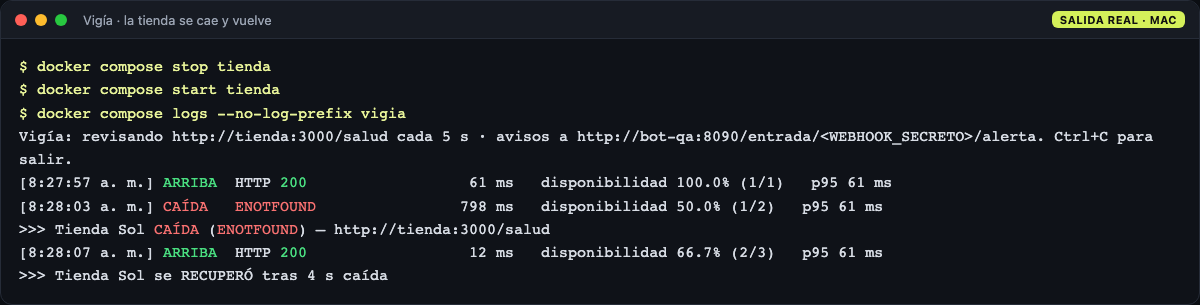 Vigía · la tienda se cae y vuelve
SALIDA REAL · MAC
$ docker compose stop tienda
$ docker compose start tienda
$ docker compose logs --no-log-prefix vigia
Vigía: revisando http://tienda:3000/salud cada 5 s · avisos a http://bot-qa:8090/entrada/<WEBHOOK_SECRETO>/alerta. Ctrl+C para
salir.
[8:27:57 a. m.] ARRIBA HTTP 200 61 ms disponibilidad 100.0% (1/1) p95 61 ms
[8:28:03 a. m.] CAÍDA ENOTFOUND 798 ms disponibilidad 50.0% (1/2) p95 61 ms
>>> Tienda Sol CAÍDA (ENOTFOUND) — http://tienda:3000/salud
[8:28:07 a. m.] ARRIBA HTTP 200 12 ms disponibilidad 66.7% (2/3) p95 61 ms
>>> Tienda Sol se RECUPERÓ tras 4 s caída